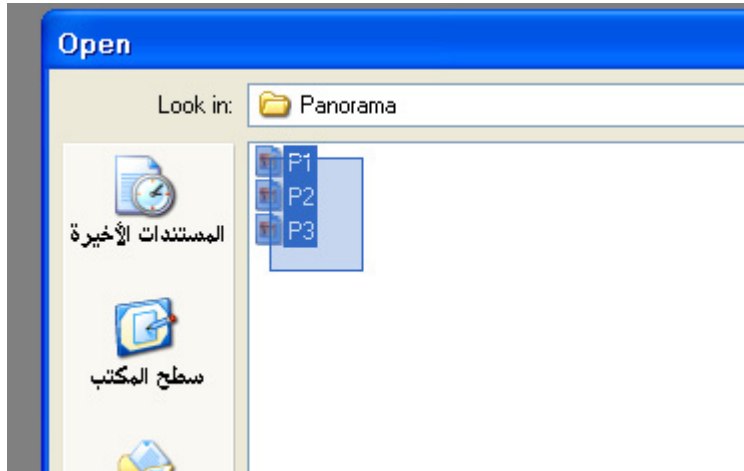 Open
Look in: Panorama
P1
P2
P3
المستندات الأخيرة
سطح المكتب